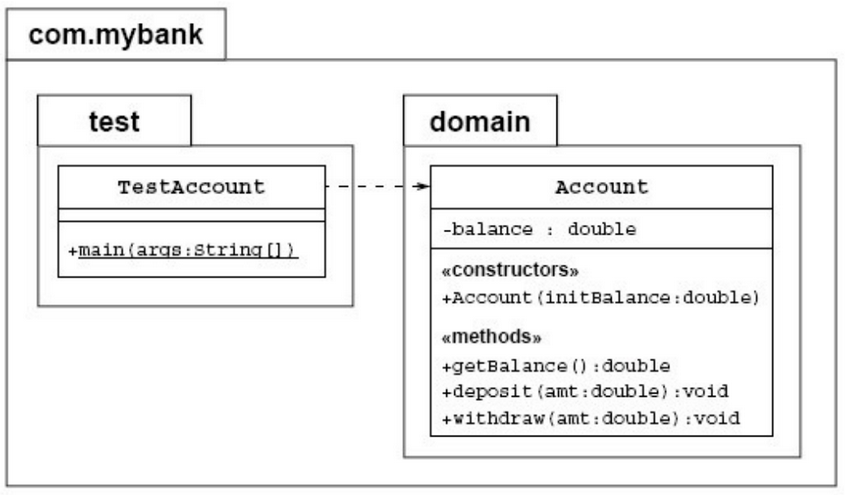 com.mybank
test
TestAccount
+main(args:String[])
domain
Account
-balance : double
«constructors»
+Account(initBalance:double)
«methods»
+getBalance():double
+deposit(amt:double):void
+withdraw(amt:double):void